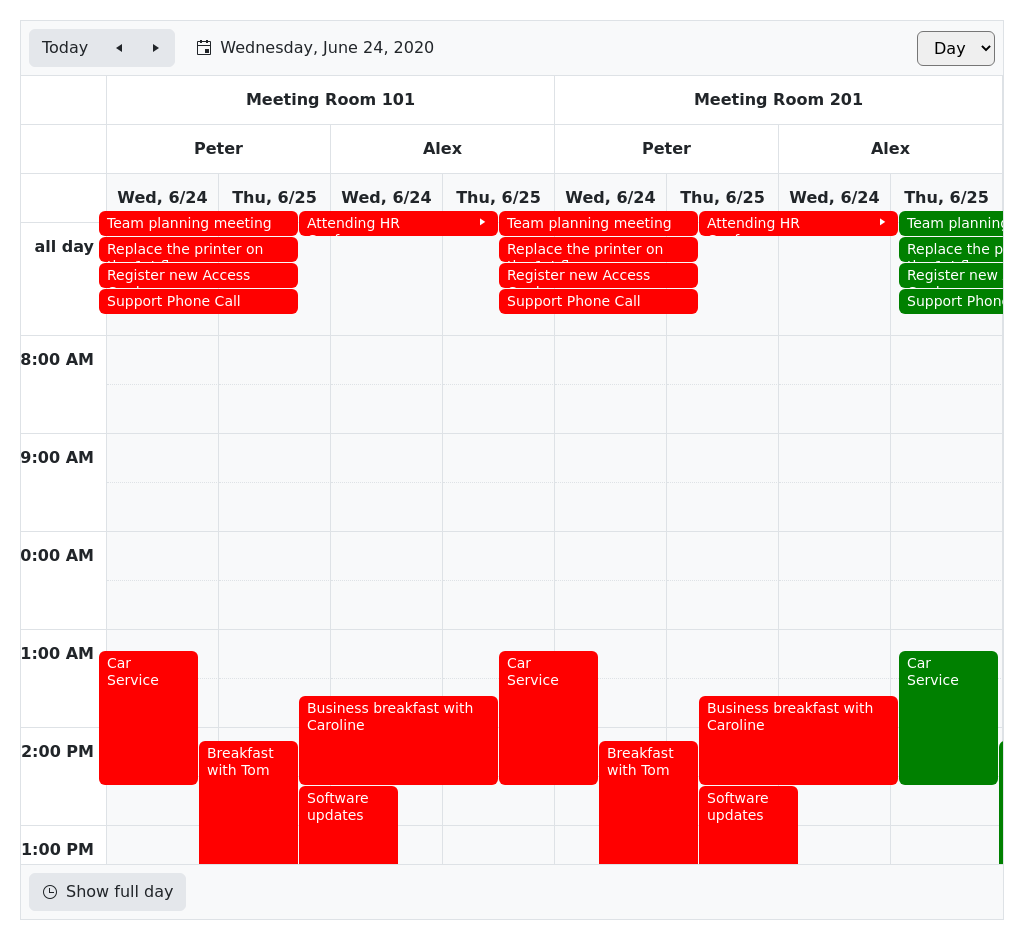 Today
Wednesday, June 24, 2020
Day
Meeting Room 101
Meeting Room 201
Peter
Alex
Peter
Alex
Wed, 6/24
Thu, 6/25
Wed, 6/24
Thu, 6/25
Wed, 6/24
Thu, 6/25
Wed, 6/24
Thu, 6/25
all day
Team planning meeting
Attending HR
Team planning meeting
Attending HR
Team planning
Replace the printer on
Replace the printer on
Replace the p
Register new Access
Register new Access
Register new
Support Phone Call
Support Phone Call
Support Phone
8:00 AM
9:00 AM
0:00 AM
1:00 AM
Car
Service
Car
Service
Car
Service
Business breakfast with
Caroline
Business breakfast with
Caroline
2:00 PM
Breakfast
with Tom
Breakfast
with Tom
Software
updates
Software
updates
1:00 PM
Show full day